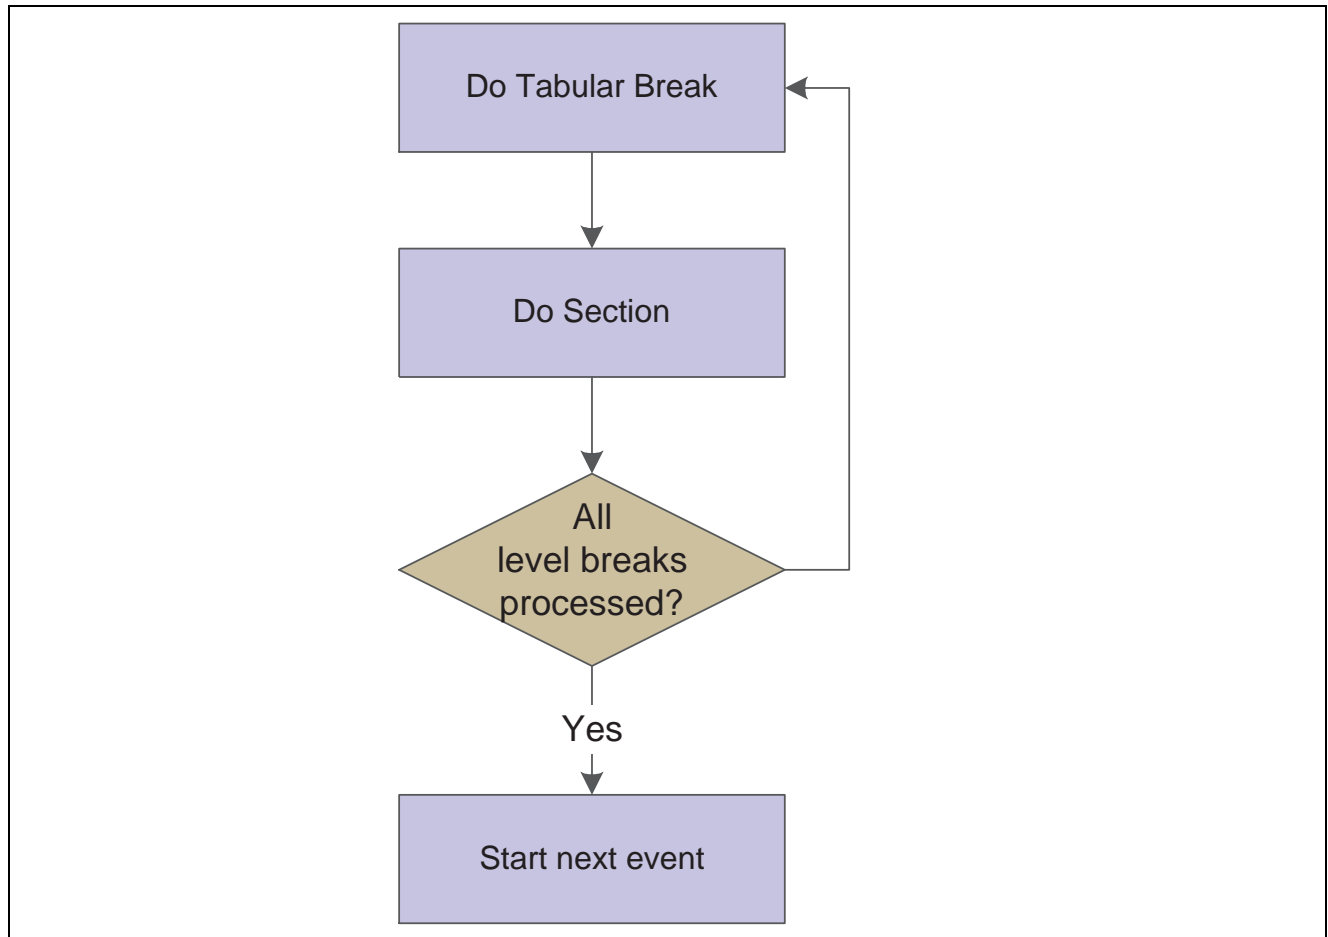 Do Tabular Break
Do Section
All
level breaks
processed?
Yes
Start next event